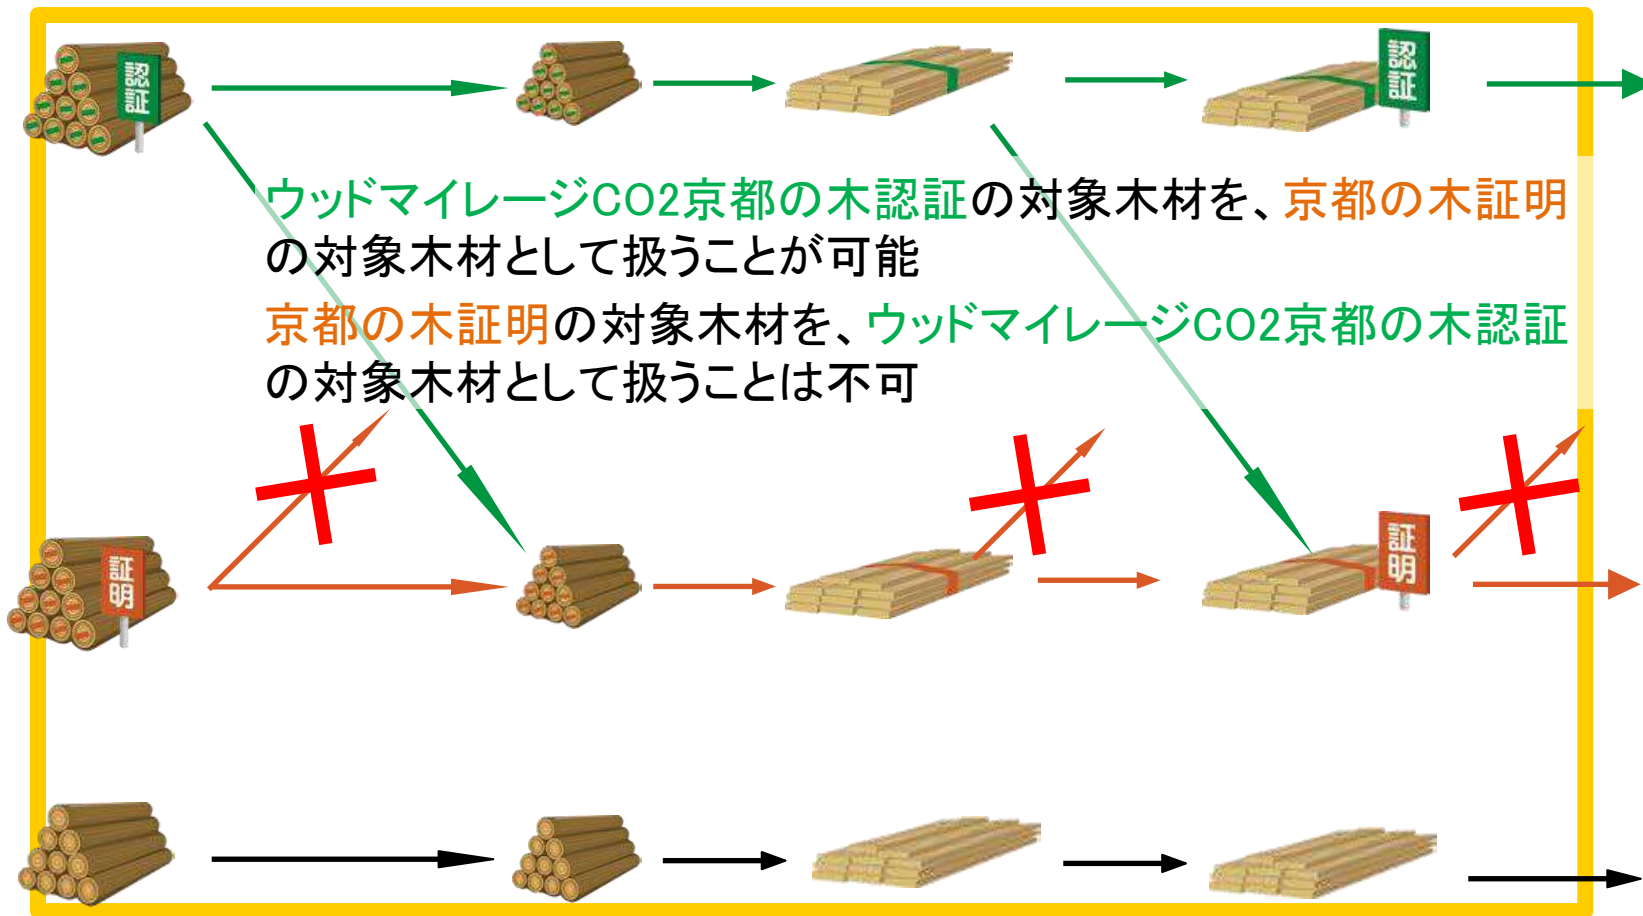 認証
認証
ウッドマイレージCO2京都の木認証の対象木材を、京都の木証明
の対象木材として扱うことが可能
京都の木証明の対象木材を、ウッドマイレージCO2京都の木認証
の対象木材として扱うことは不可
証明
証明